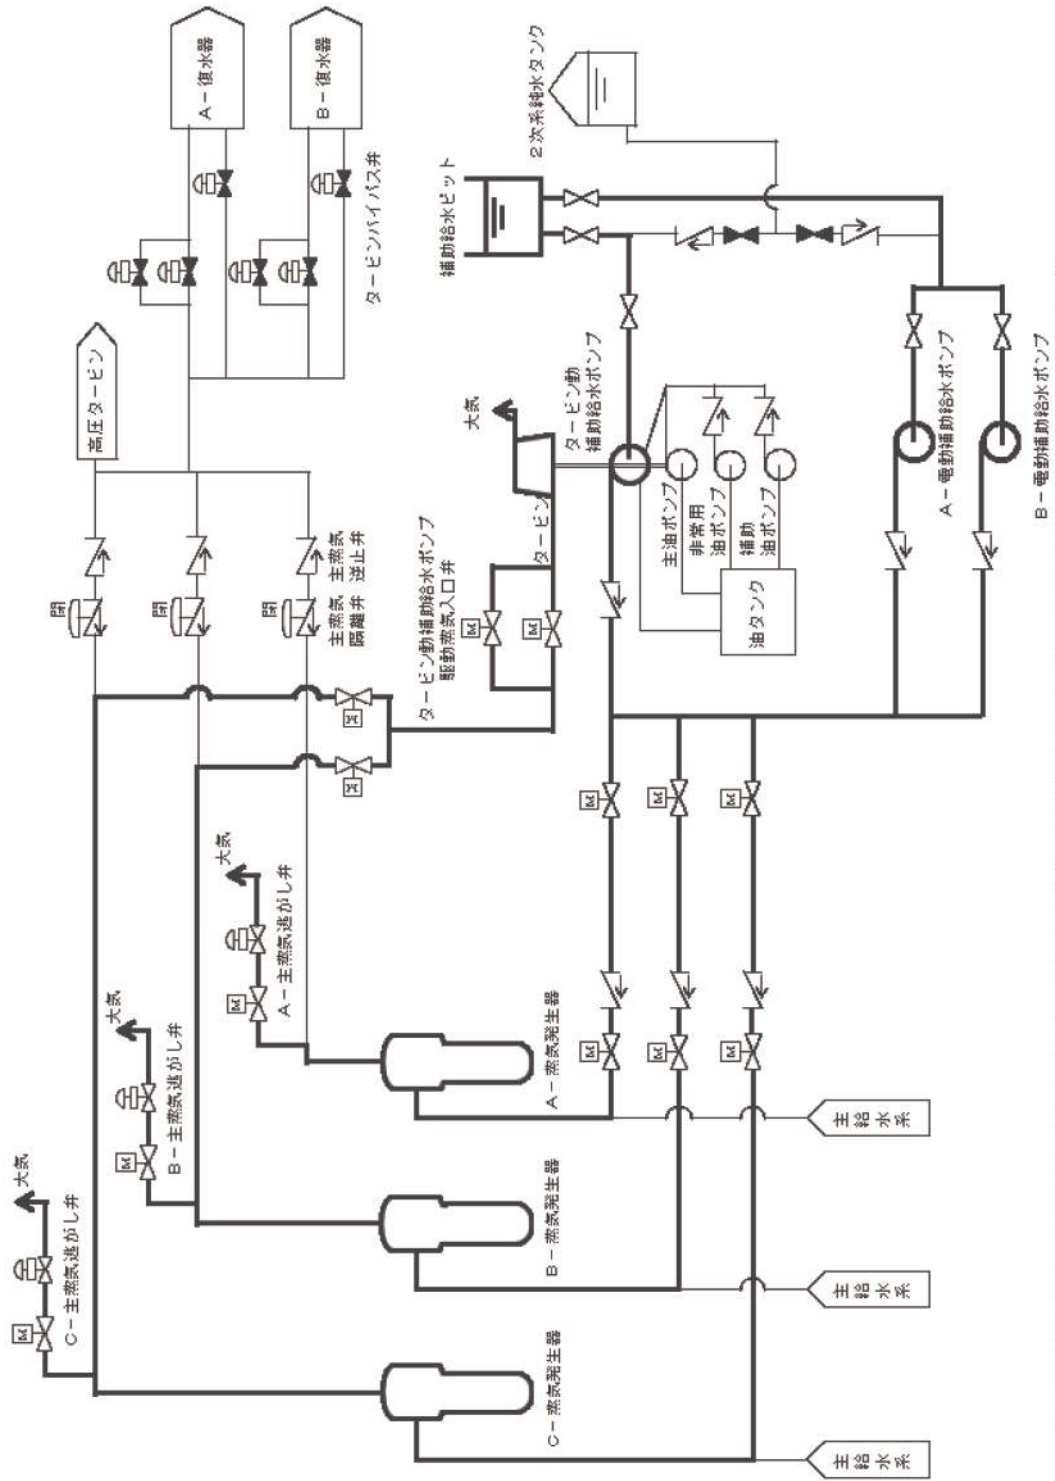 C－主蒸気逃がし弁
大気
M
B－主蒸気逃がし弁
大気
M
A－主蒸気逃がし弁
大気
M
閉
閉
閉
主蒸気
隔離弁
主蒸気
逆止弁
高圧タービン
A－復水器
B－復水器
タービンバイパス弁
M
M
タービン動補助給水ポンプ
駆動蒸気入口弁
M
M
タービン
大気
タービン動
補助給水ポンプ
補助給水ピット
2次系純水タンク
主油ポンプ
非常用
油ポンプ
補助
油ポンプ
油タンク
C－蒸気発生器
B－蒸気発生器
A－蒸気発生器
M
M
M
M
M
M
A－電動補助給水ポンプ
B－電動補助給水ポンプ
主給水系
主給水系
主給水系